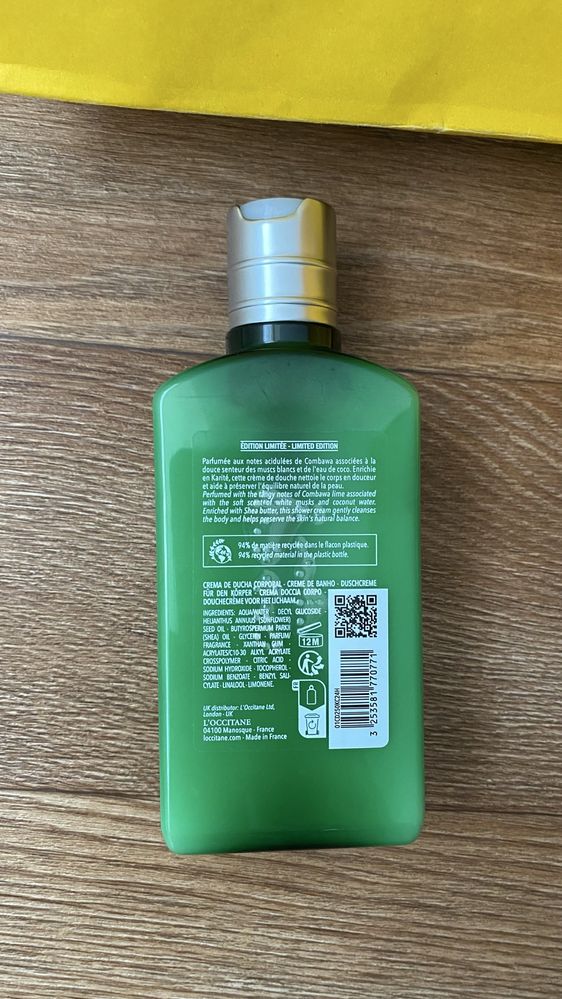 ÉDITION LIMITÉE - LIMITED EDITION
Parfumée aux notes acidulées de Combawa associées à la
douce senteur des muscs blancs et de l'eau de coco. Enrichie
en Karité, cette crème de douche nettoie le corps en douceur
et aide à préserver l'équilibre naturel de la peau.
Perfumed with the tangy notes of Combawa lime associated
with the soft scent of white musks and coconut water.
Enriched with Shea butter, this shower cream gently cleanses
the body and helps preserve the skin's natural balance.
94% de matière recyclée dans le flacon plastique.
94% recycled material in the plastic bottle.
CREMA DE DUCHA CORPORAL - CREME DE BANHO - DUSCHCREME
FÜR DEN KÖRPER - CREMA DOCCIA CORPO -
DOUCHECRÈME VOOR HET LICHAAM
INGREDIENTS: AQUA/WATER - DECYL GLUCOSIDE -
HELIANTHUS ANNUUS (SUNFLOWER)
SEED OIL - BUTYROSPERMUM PARKII
(SHEA) OIL - GLYCERIN - PARFUM/
FRAGRANCE - XANTHAN GUM -
ACRYLATES/C10-30 ALKYL ACRYLATE
CROSSPOLYMER - CITRIC ACID -
SODIUM HYDROXIDE - TOCOPHEROL -
SODIUM BENZOATE - BENZYL SALI-
CYLATE - LINALOOL - LIMONENE.
12 M
FR
UK distributor: L'Occitane Ltd,
London - UK
L'OCCITANE
04100 Manosque - France
loccitane.com - Made in France
3 253581 770771